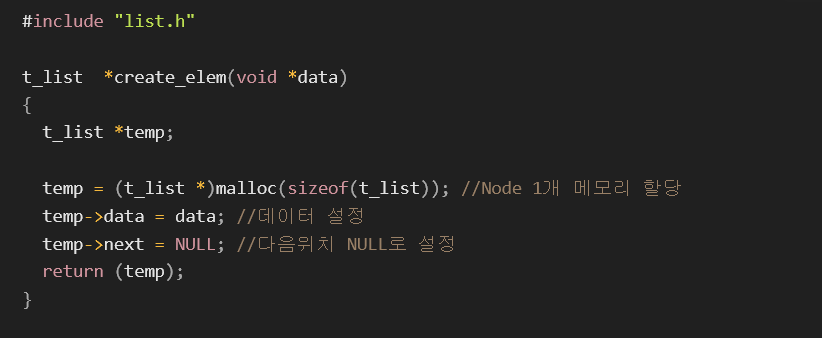 #include "list.h"
t_list  *create_elem(void *data)
{
  t_list *temp;
  temp = (t_list *)malloc(sizeof(t_list)); //Node 1개 메모리 할당
  temp->data = data; //데이터 설정
  temp->next = NULL; //다음위치 NULL로 설정
  return (temp);
}